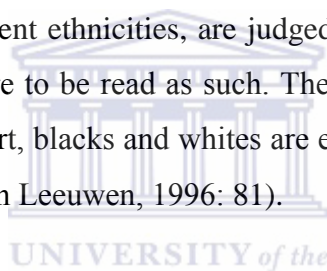 ent ethnicities, are judged
re to be read as such. The
rt, blacks and whites are e
n Leeuwen, 1996: 81).
UNIVERSITY of the